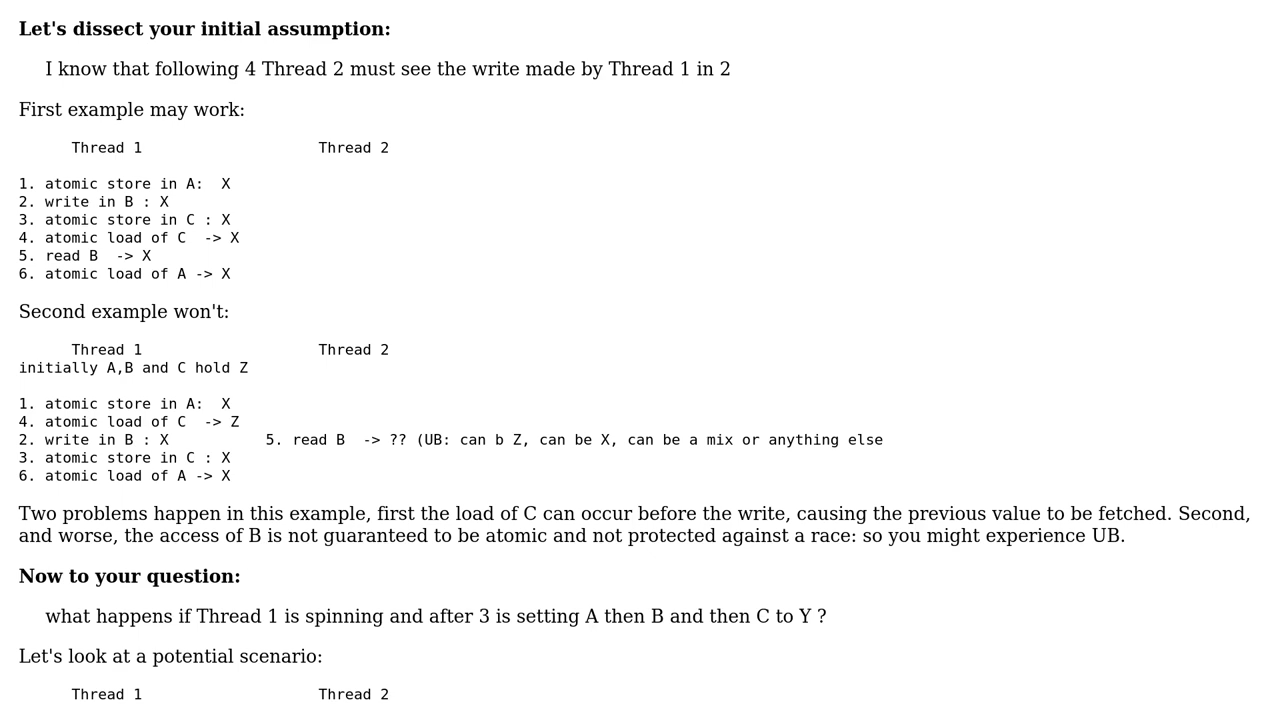 Let's dissect your initial assumption:
I know that following 4 Thread 2 must see the write made by Thread 1 in 2
First example may work:
Thread 1                    Thread 2
1. atomic store in A:  X
2. write in B : X
3. atomic store in C : X
4. atomic load of C  -> X
5. read B  -> X
6. atomic load of A -> X
Second example won't:
Thread 1                    Thread 2
initially A,B and C hold Z
1. atomic store in A:  X
4. atomic load of C  -> Z
2. write in B : X           5. read B  -> ?? (UB: can b Z, can be X, can be a mix or anything else
3. atomic store in C : X
6. atomic load of A -> X
Two problems happen in this example, first the load of C can occur before the write, causing the previous value to be fetched. Second,
and worse, the access of B is not guaranteed to be atomic and not protected against a race: so you might experience UB.
Now to your question:
what happens if Thread 1 is spinning and after 3 is setting A then B and then C to Y ?
Let's look at a potential scenario:
Thread 1                    Thread 2